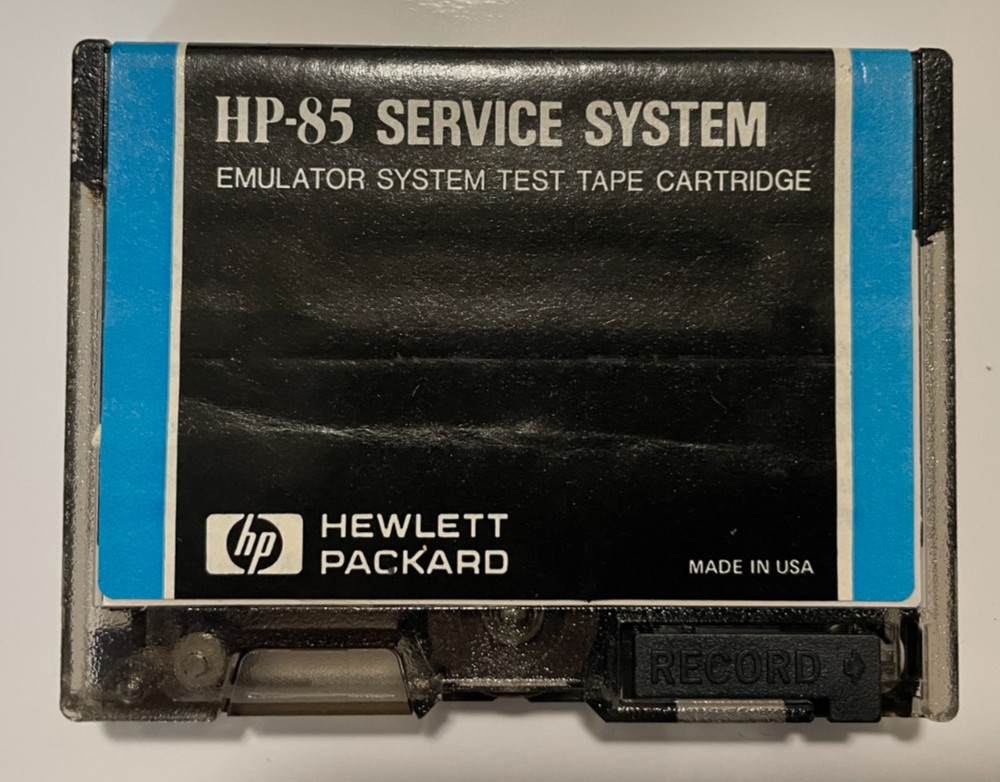 HP-85 SERVICE SYSTEM
EMULATOR SYSTEM TEST TAPE CARTRIDGE
hp HEWLETT
PACKARD
MADE IN USA
RECORD